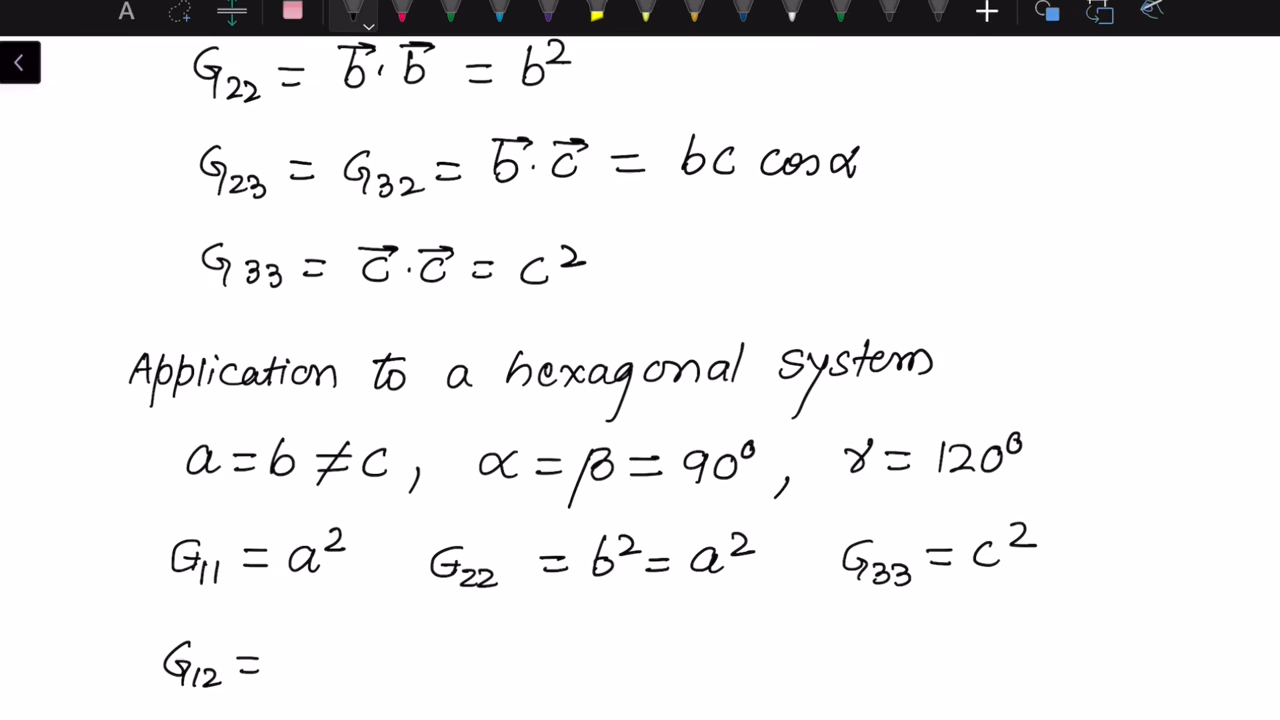 A
G₂₂ = b⃗ · b⃗ = b²
G₂₃ = G₃₂ = b⃗ · c⃗ = bc cosα
G₃₃ = c⃗ · c⃗ = c²
Application to a hexagonal system
a = b ≠ c, α = β = 90°, γ = 120°
G₁₁ = a² G₂₂ = b² = a² G₃₃ = c²
G₁₂ =